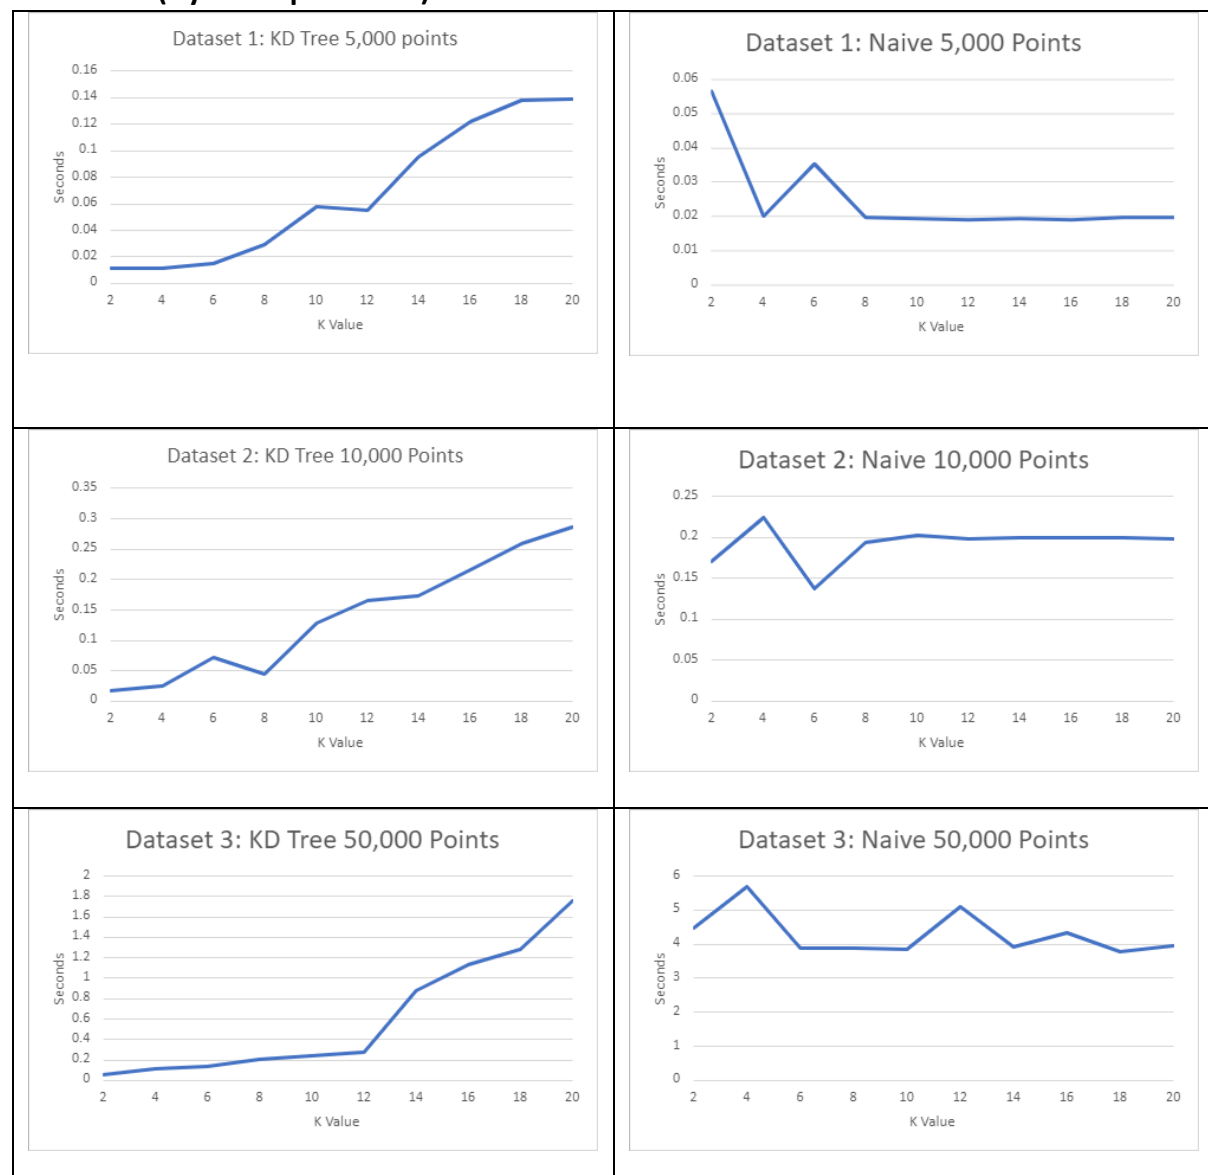 Dataset 1: KD Tree 5,000 points
0.16
0.14
0.12
0.1
0.08
0.06
0.04
0.02
0
Seconds
2 4 6 8 10 12 14 16 18 20
K Value
Dataset 1: Naive 5,000 Points
0.06
0.05
0.04
0.03
0.02
0.01
0
Seconds
2 4 6 8 10 12 14 16 18 20
K Value
Dataset 2: KD Tree 10,000 Points
0.35
0.3
0.25
0.2
0.15
0.1
0.05
0
Seconds
2 4 6 8 10 12 14 16 18 20
K Value
Dataset 2: Naive 10,000 Points
0.25
0.2
0.15
0.1
0.05
0
Seconds
2 4 6 8 10 12 14 16 18 20
K Value
Dataset 3: KD Tree 50,000 Points
2
1.8
1.6
1.4
1.2
1
0.8
0.6
0.4
0.2
0
Seconds
2 4 6 8 10 12 14 16 18 20
K Value
Dataset 3: Naive 50,000 Points
6
5
4
3
2
1
0
Seconds
2 4 6 8 10 12 14 16 18 20
K Value